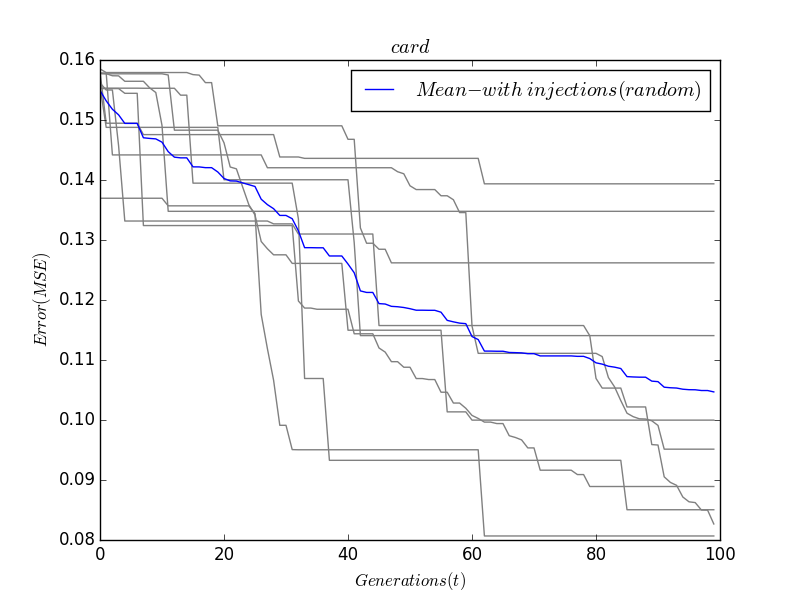 card
Mean-with injections(random)
0.16
0.15
0.14
0.13
0.12
0.11
0.10
0.09
0.08
Error(MSE)
0 20 40 60 80 100
Generations(t)